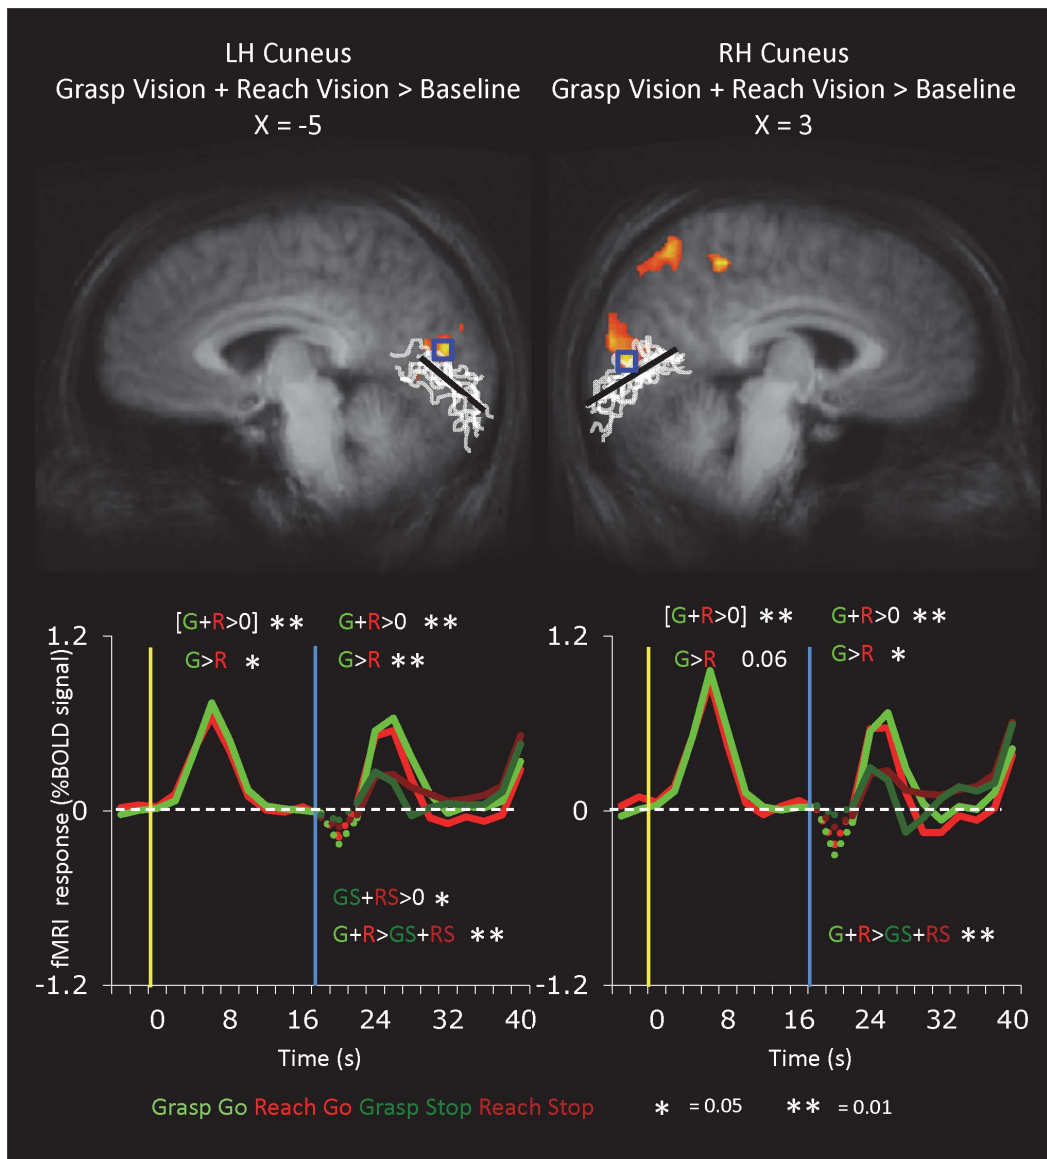 LH Cuneus
Grasp Vision + Reach Vision > Baseline
X = -5
RH Cuneus
Grasp Vision + Reach Vision > Baseline
X = 3
fMRI response (%BOLD signal)
[G+R>0] **
G+R>0 **
G>R *
G>R **
1.2
0
-1.2
GS+RS>0 *
G+R>GS+RS **
0 8 16 24 32 40
Time (s)
[G+R>0] **
G+R>0 **
G>R 0.06
G>R *
1.2
0
-1.2
G+R>GS+RS **
0 8 16 24 32 40
Time (s)
Grasp Go Reach Go Grasp Stop Reach Stop
* = 0.05 ** = 0.01